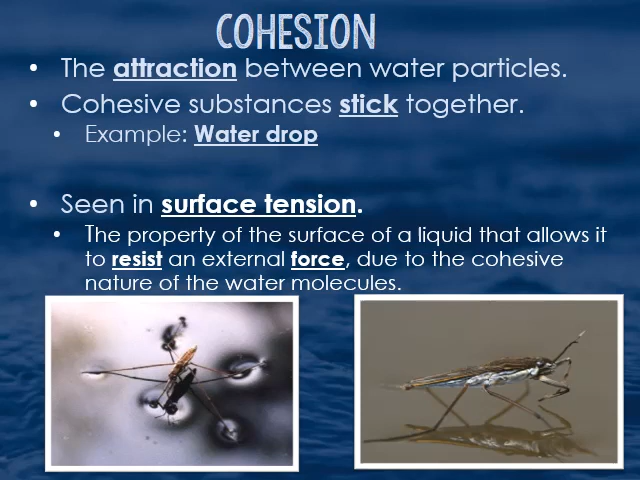 COHESION
• The attraction between water particles.
• Cohesive substances stick together.
• Example: Water drop
• Seen in surface tension.
• The property of the surface of a liquid that allows it
to resist an external force, due to the cohesive
nature of the water molecules.